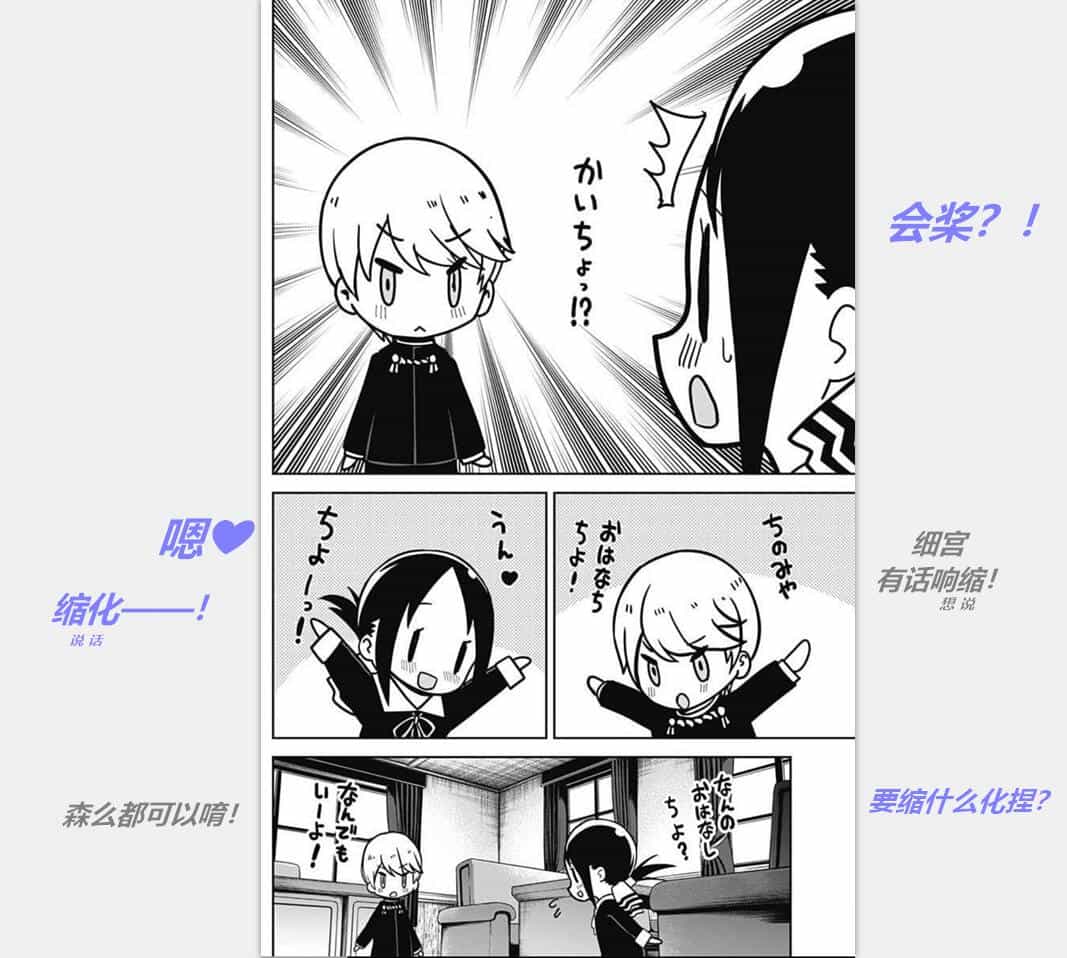 かいちょっ!?
会桨？！
ちのみや
おはなち
ちよ！
细宫
有话响缩！
想说
うん♥
ちよーっ！
嗯♥
缩化——！
说话
なんの
おはなし
ちよ？
要缩什么化捏？
なんでも
いーよ！
森么都可以唷！